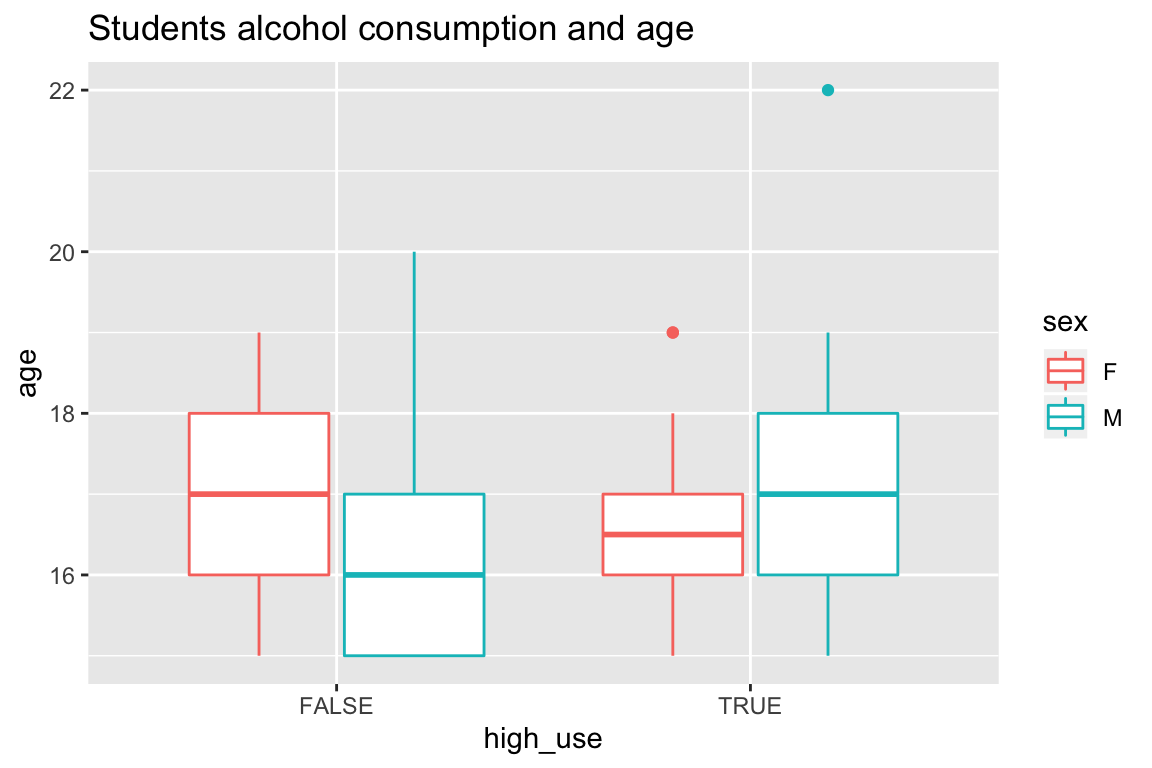 Students alcohol consumption and age
22
20
18
16
age
FALSE
TRUE
high_use
sex
F
M